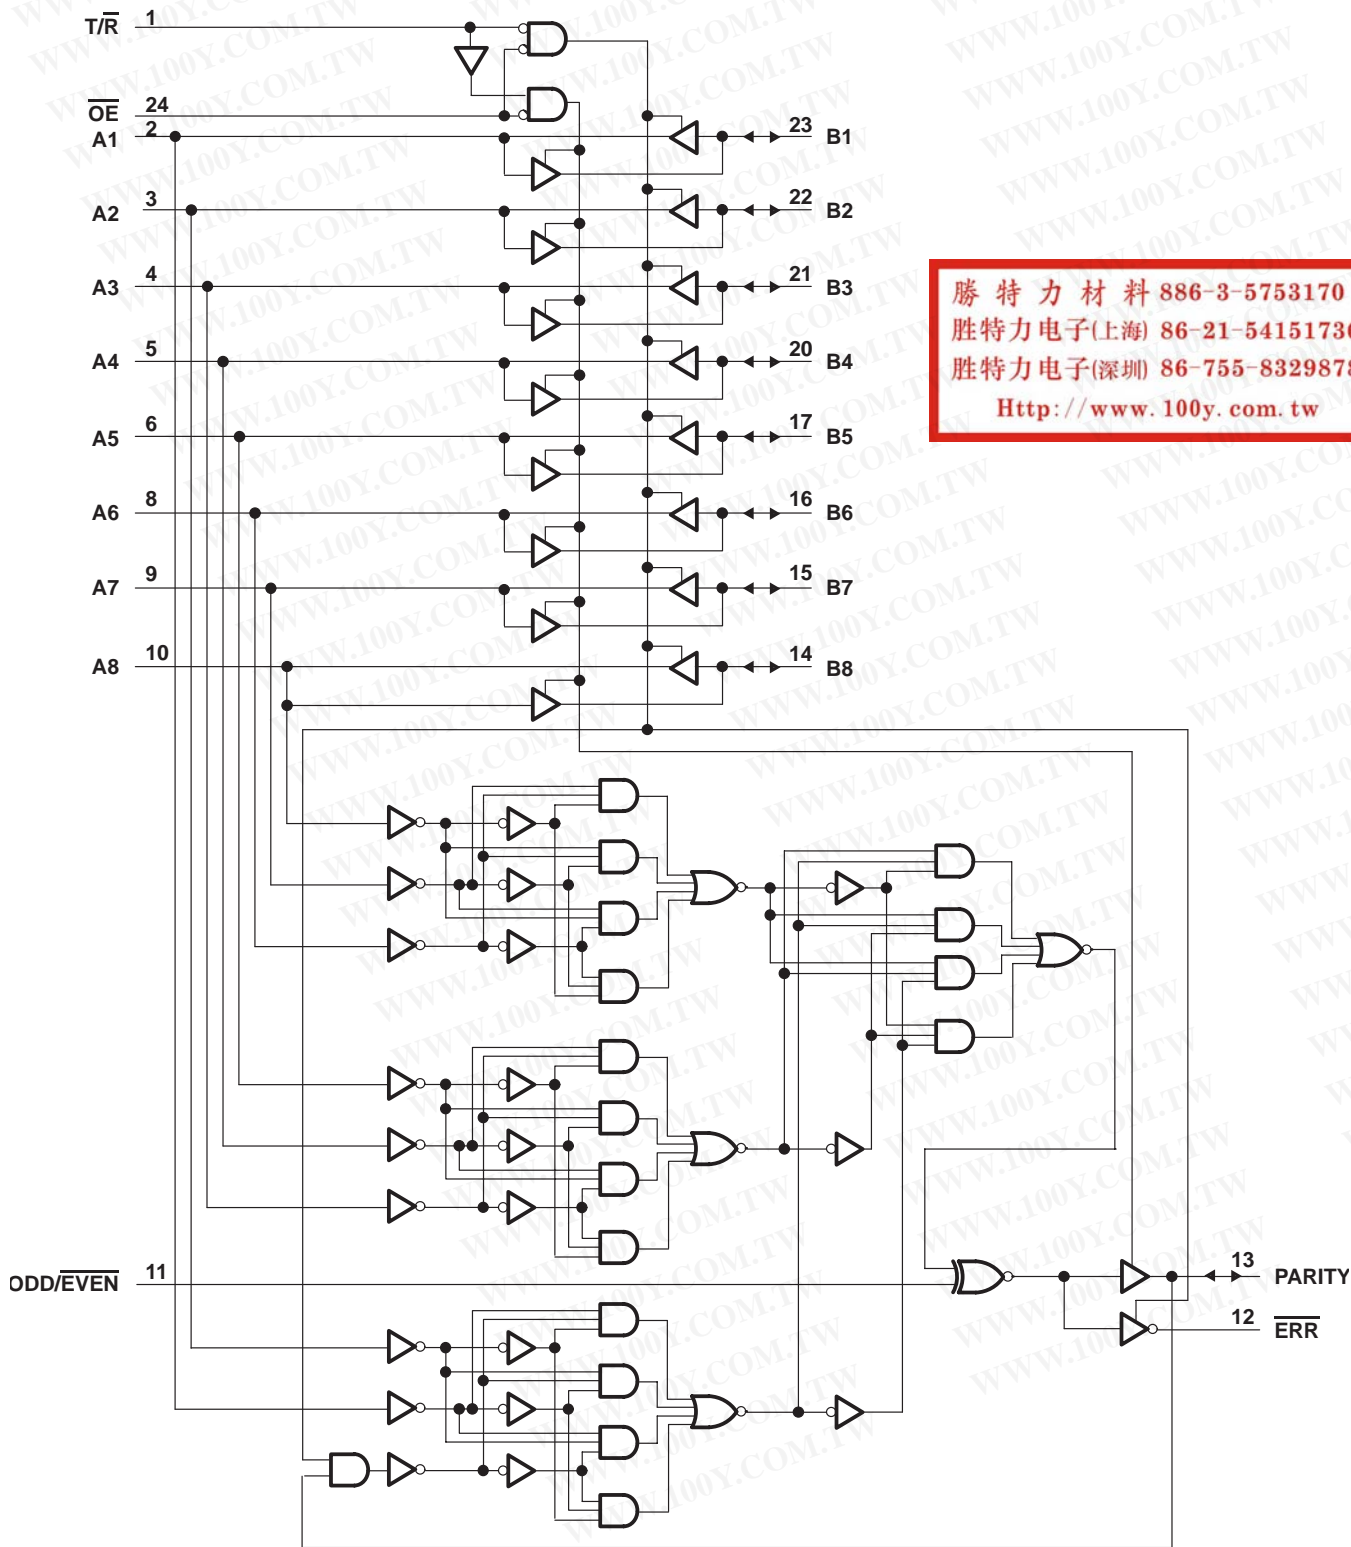 T/R 1
OE 24
A1 2 23 B1
A2 3 22 B2
A3 4 21 B3
A4 5 20 B4
A5 6 17 B5
A6 8 16 B6
A7 9 15 B7
A8 10 14 B8
勝特力材料 886-3-5753170
胜特力电子(上海) 86-21-5415173
胜特力电子(深圳) 86-755-832987
Http://www.100y.com.tw
ODD/EVEN 11
13 PARITY
12 ERR
WWW.100Y.COM.TW